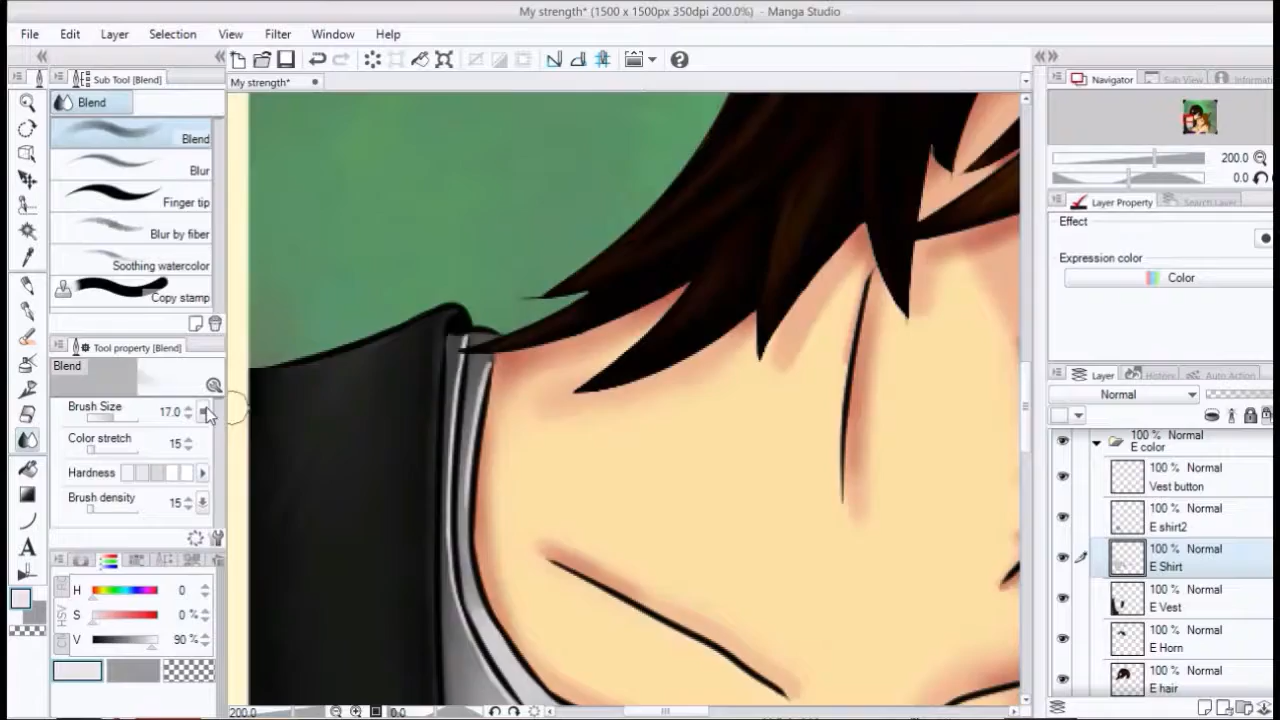 My strength* (1500 x 1500px 350dpi 200.0%) - Manga Studio
File Edit Layer Selection View Filter Window Help
Sub Tool [Blend]
My strength*
Navigator
Sub View
Blend
Blend
Blur
Finger tip
Blur by fiber
Soothing watercolor
Copy stamp
200.0
0.0
Layer Property
Search Layer
Effect
Expression color
Color
Tool property [Blend]
Blend
Brush Size 17.0
Color stretch 15
Hardness
Brush density 15
Layer History Auto Action
Normal
100 % Normal
E color
100 % Normal
Vest button
100 % Normal
E shirt2
100 % Normal
E Shirt
100 % Normal
E Vest
100 % Normal
E Horn
100 % Normal
E hair
A
HSV
H 0
S 0 %
V 90 %
200.0 0.0